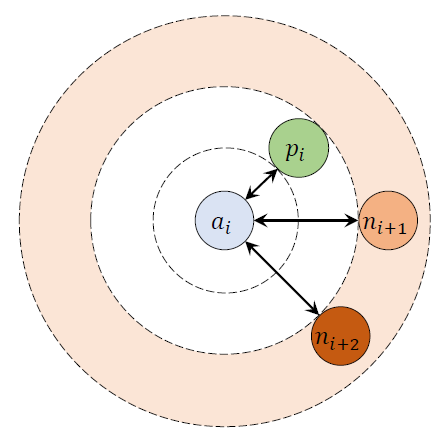 p_i
a_i
n_{i+1}
n_{i+2}